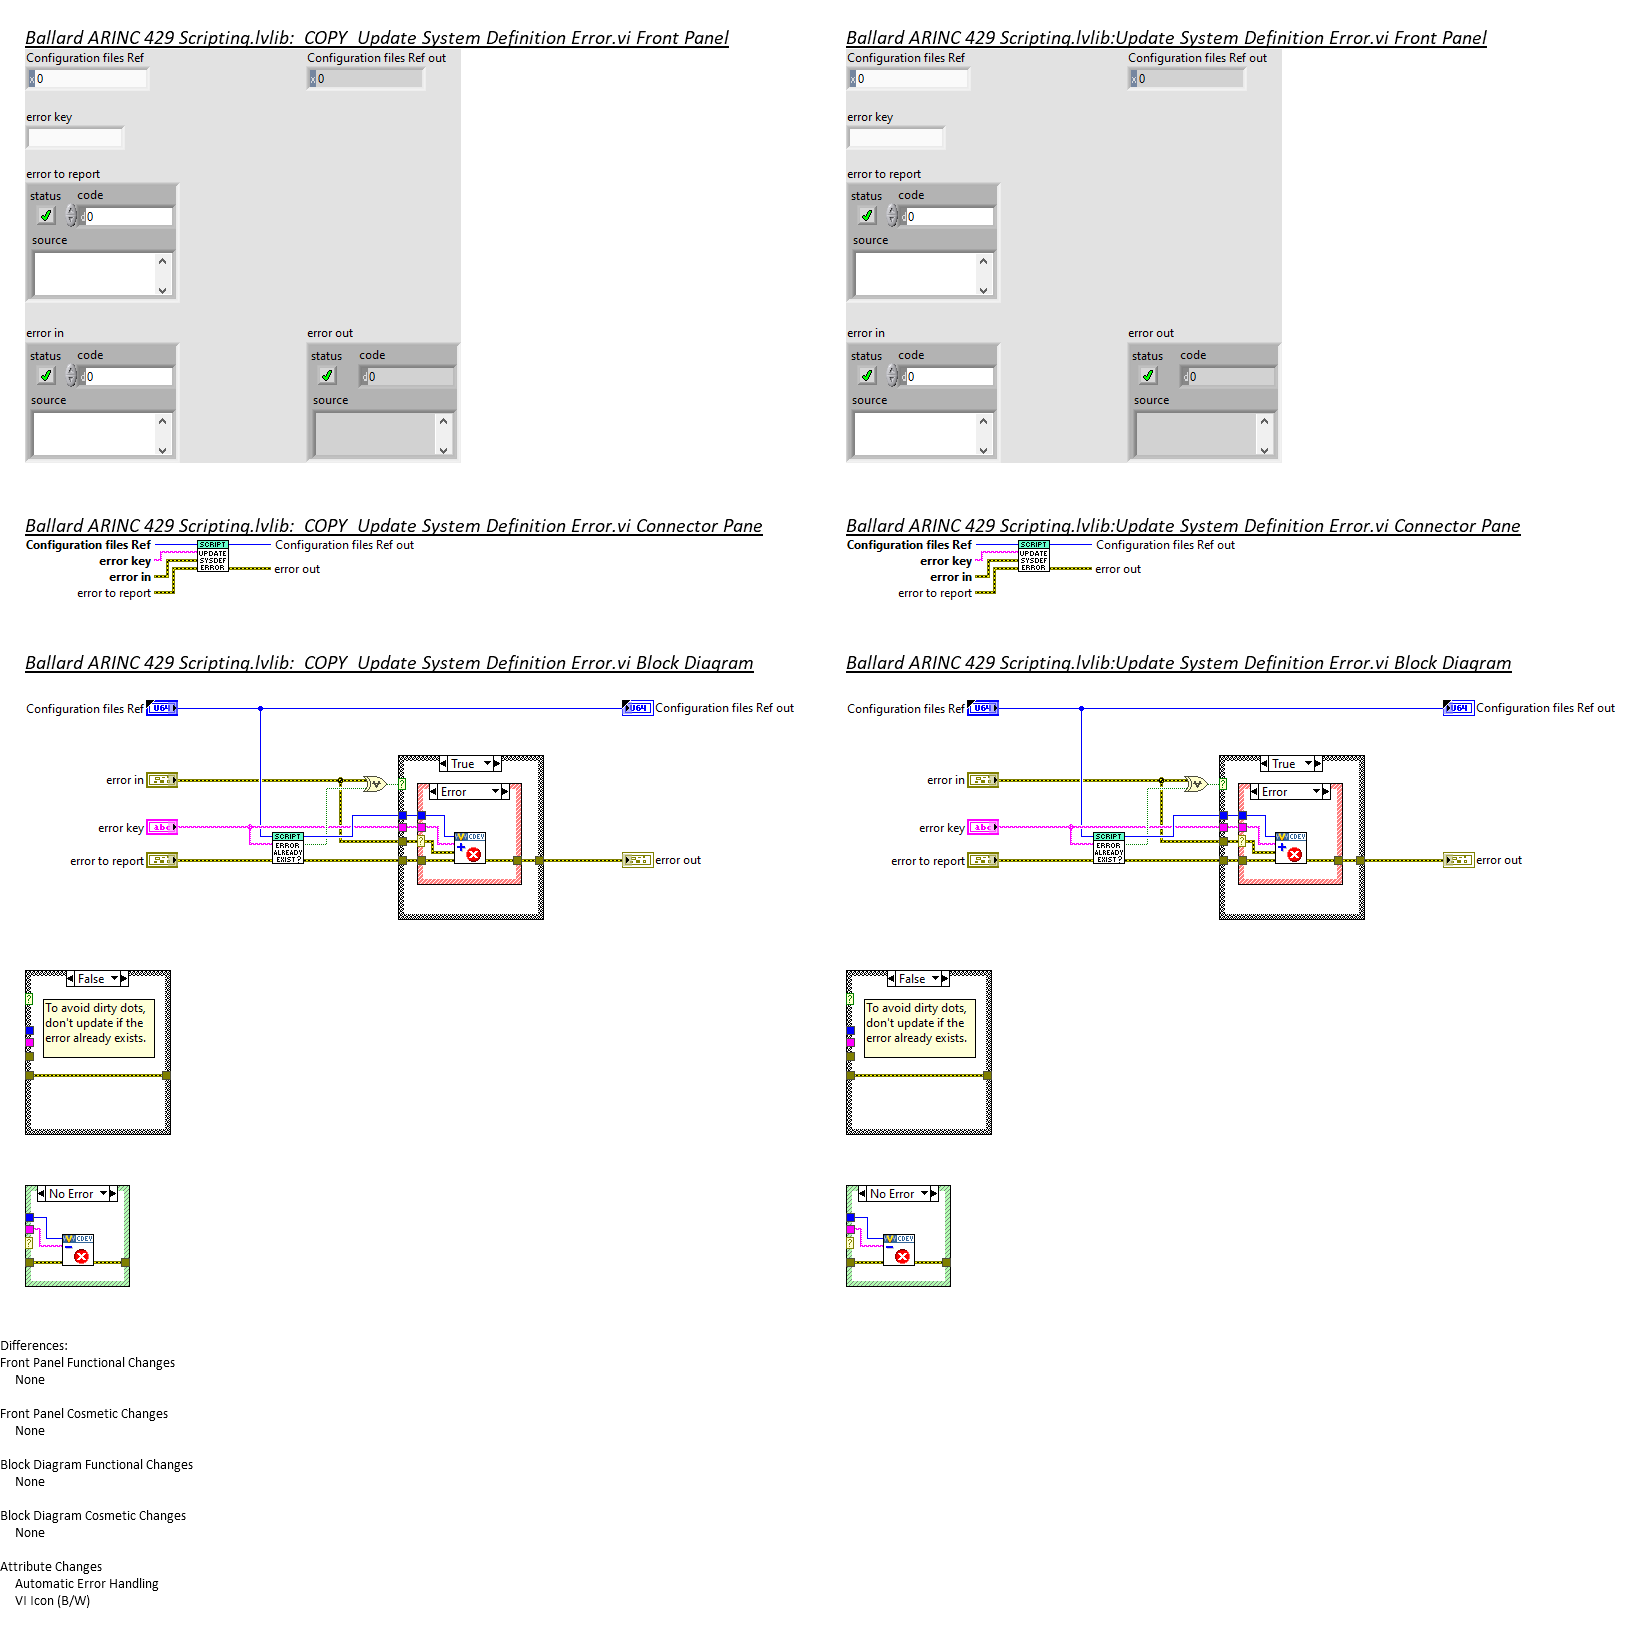 Ballard ARINC 429 Scripting.lvlib:_COPY_Update System Definition Error.vi Front Panel
Configuration files Ref
Configuration files Ref out
0
0
error key
error to report
status
code
0
source
error in
error out
status
code
status
code
0
0
source
source
Ballard ARINC 429 Scripting.lvlib:Update System Definition Error.vi Front Panel
Configuration files Ref
Configuration files Ref out
0
0
error key
error to report
status
code
0
source
error in
error out
status
code
status
code
0
0
source
source
Ballard ARINC 429 Scripting.lvlib:_COPY_Update System Definition Error.vi Connector Pane
Configuration files Ref
SCRIPT
UPDATE
SYSDEF
ERROR
Configuration files Ref out
error key
error in
error out
error to report
Ballard ARINC 429 Scripting.lvlib:Update System Definition Error.vi Connector Pane
Configuration files Ref
SCRIPT
UPDATE
SYSDEF
ERROR
Configuration files Ref out
error key
error in
error out
error to report
Ballard ARINC 429 Scripting.lvlib:_COPY_Update System Definition Error.vi Block Diagram
Configuration files Ref
U64
U64
Configuration files Ref out
True
error in
?
Error
error key
abc
SCRIPT
ERROR
ALREADY
EXIST?
?
CDEV
error to report
error out
False
?
To avoid dirty dots,
don't update if the
error already exists.
No Error
?
CDEV
Ballard ARINC 429 Scripting.lvlib:Update System Definition Error.vi Block Diagram
Configuration files Ref
U64
U64
Configuration files Ref out
True
error in
?
Error
error key
abc
SCRIPT
ERROR
ALREADY
EXIST?
?
CDEV
error to report
error out
False
?
To avoid dirty dots,
don't update if the
error already exists.
No Error
?
CDEV
Differences:
Front Panel Functional Changes
None
Front Panel Cosmetic Changes
None
Block Diagram Functional Changes
None
Block Diagram Cosmetic Changes
None
Attribute Changes
Automatic Error Handling
VI Icon (B/W)